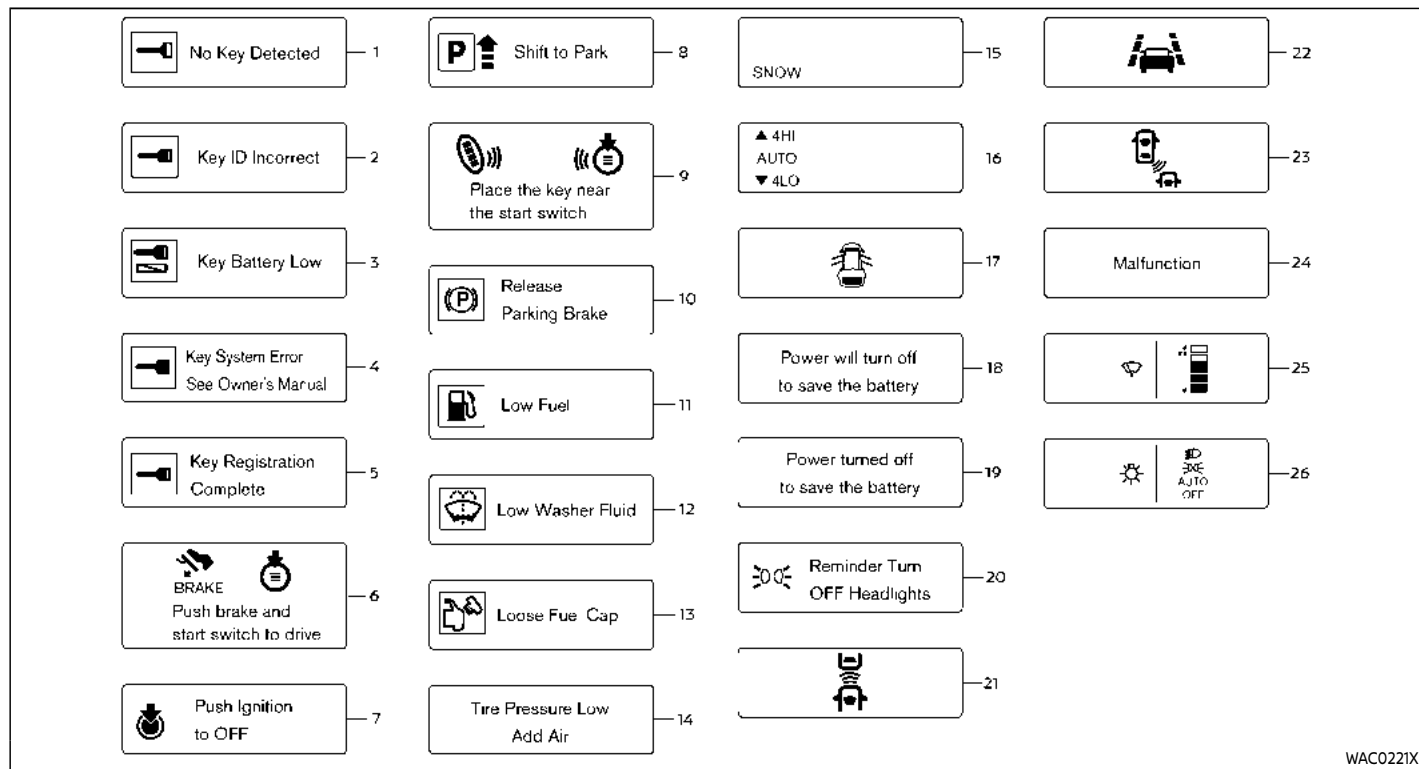 No Key Detected
1
Key ID Incorrect
2
Key Battery Low
3
Key System Error
See Owner's Manual
4
Key Registration
Complete
5
BRAKE
Push brake and
start switch to drive
6
Push Ignition
to OFF
7
P
Shift to Park
8
Place the key near
the start switch
9
P
Release
Parking Brake
10
Low Fuel
11
Low Washer Fluid
12
Loose Fue Cap
13
Tire Pressure Low
Add Air
14
SNOW
15
▲ 4HI
AUTO
▼ 4LO
16
17
Power will turn off
to save the battery
18
Power turned off
to save the battery
19
Reminder Turn
OFF Headlights
20
21
22
23
Malfunction
24
25
AUTO
OFF
26
WAC0221X